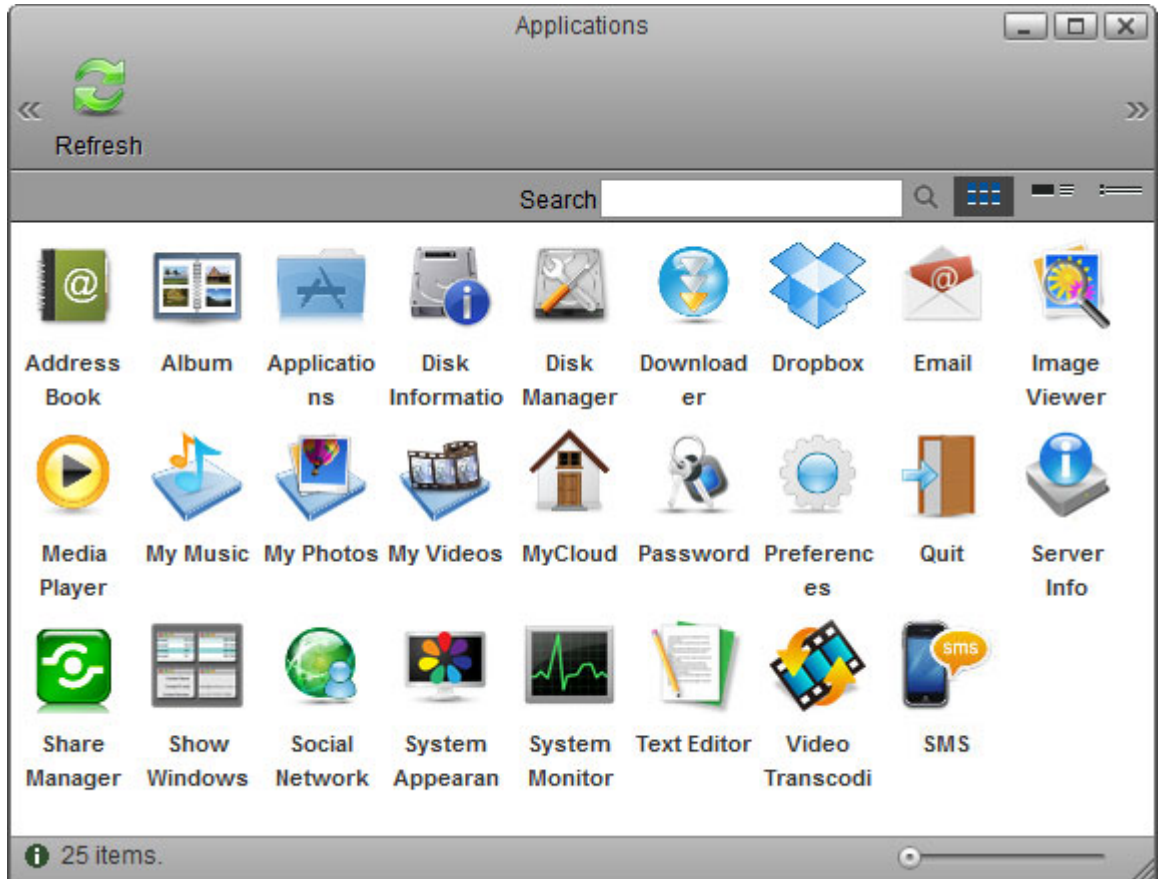 Applications
Refresh
Search
Address Album Applicatio Disk Disk Download Dropbox Email Image
Book ns Informatio Manager er Viewer
Media My Music My Photos My Videos MyCloud Password Preferenc Quit Server
Player es Info
sms
Share Show Social System System Text Editor Video SMS
Manager Windows Network Appearan Monitor Transcodi
25 items.